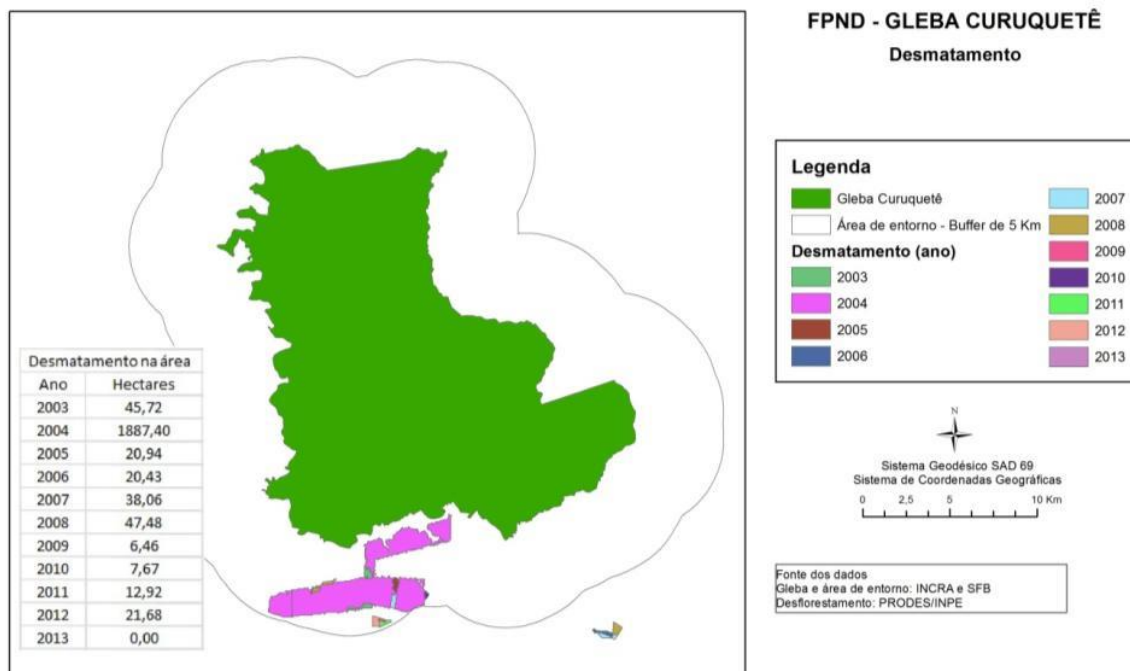 FPND - GLEBA CURUQUETÊ
Desmatamento
Legenda
Gleba Curuquetê
Área de entorno - Buffer de 5 Km
Desmatamento (ano)
2003
2004
2005
2006
2007
2008
2009
2010
2011
2012
2013
Desmatamento na área
Ano Hectares
2003 45,72
2004 1887,40
2005 20,94
2006 20,43
2007 38,06
2008 47,48
2009 6,46
2010 7,67
2011 12,92
2012 21,68
2013 0,00
N
Sistema Geodésico SAD 69
Sistema de Coordenadas Geográficas
0 2,5 5 10 Km
Fonte dos dados
Gleba e área de entorno: INCRA e SFB
Desflorestamento: PRODES/INPE